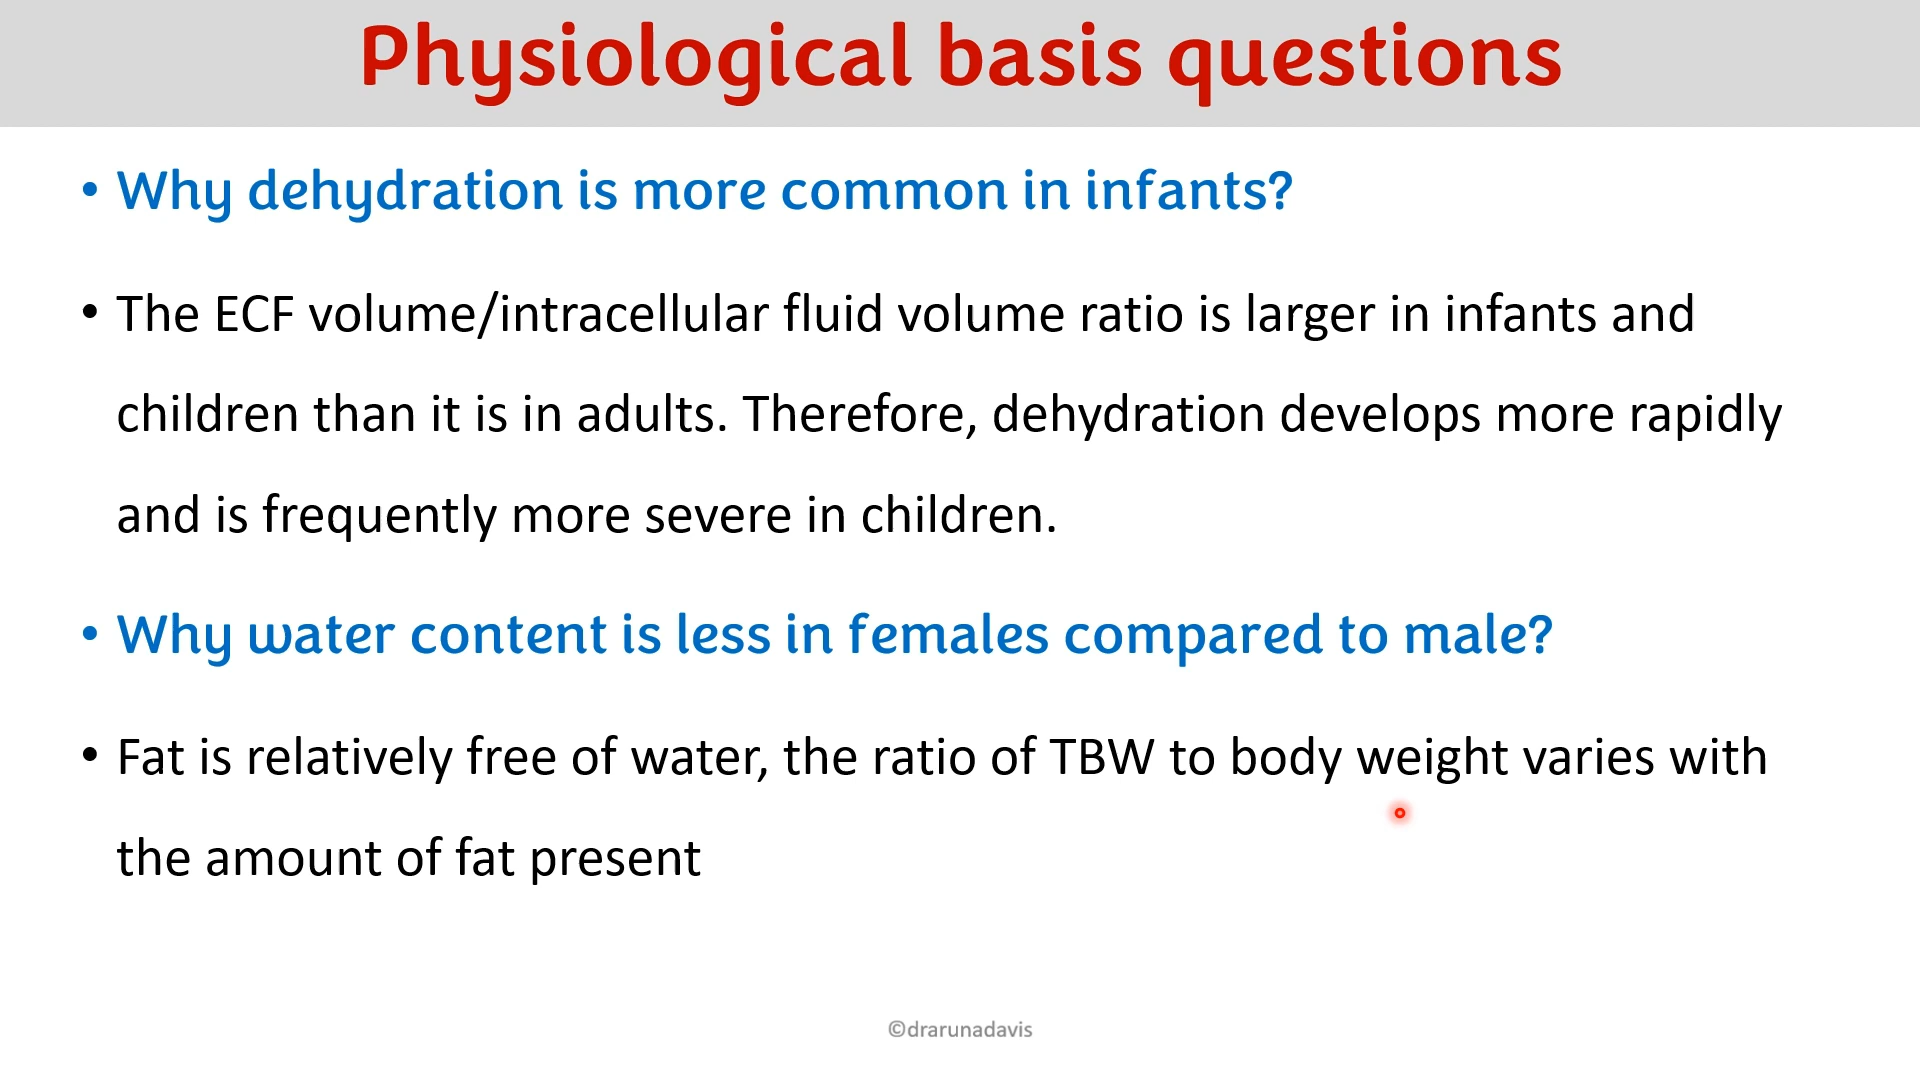 Physiological basis questions
• Why dehydration is more common in infants?
• The ECF volume/intracellular fluid volume ratio is larger in infants and
children than it is in adults. Therefore, dehydration develops more rapidly
and is frequently more severe in children.
• Why water content is less in females compared to male?
• Fat is relatively free of water, the ratio of TBW to body weight varies with
the amount of fat present
©drarunadavis